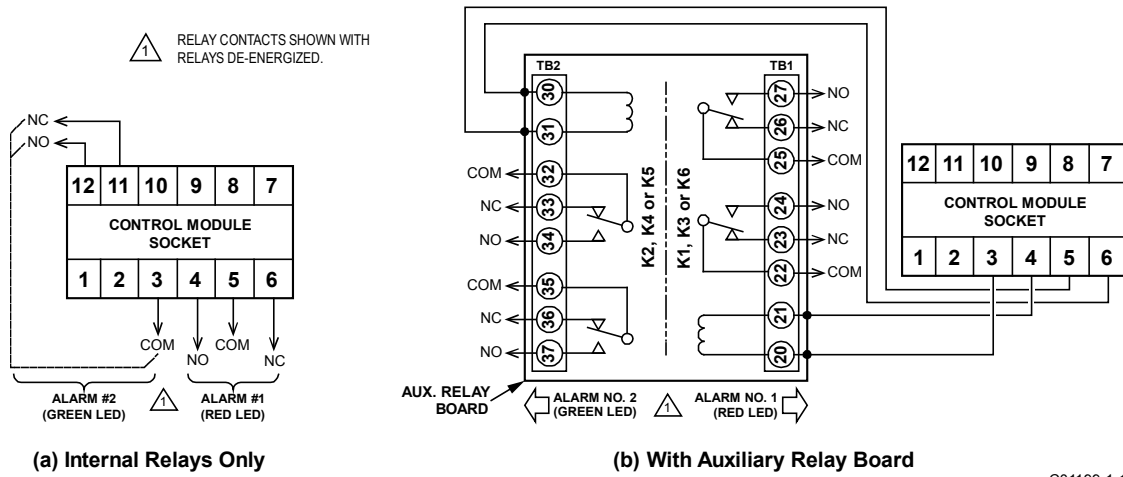 1 RELAY CONTACTS SHOWN WITH
RELAYS DE-ENERGIZED.
NC
NO
12 11 10 9 8 7
CONTROL MODULE
SOCKET
1 2 3 4 5 6
COM NO COM NC
ALARM #2
(GREEN LED)
1
ALARM #1
(RED LED)
(a) Internal Relays Only
TB2
30
31
COM 32
NC 33
NO 34
COM 35
NC 36
NO 37
K2, K4 or K5
K1, K3 or K6
TB1
27 NO
26 NC
25 COM
24 NO
23 NC
22 COM
21
20
AUX. RELAY
BOARD
ALARM NO. 2
(GREEN LED)
1
ALARM NO. 1
(RED LED)
12 11 10 9 8 7
CONTROL MODULE
SOCKET
1 2 3 4 5 6
(b) With Auxiliary Relay Board